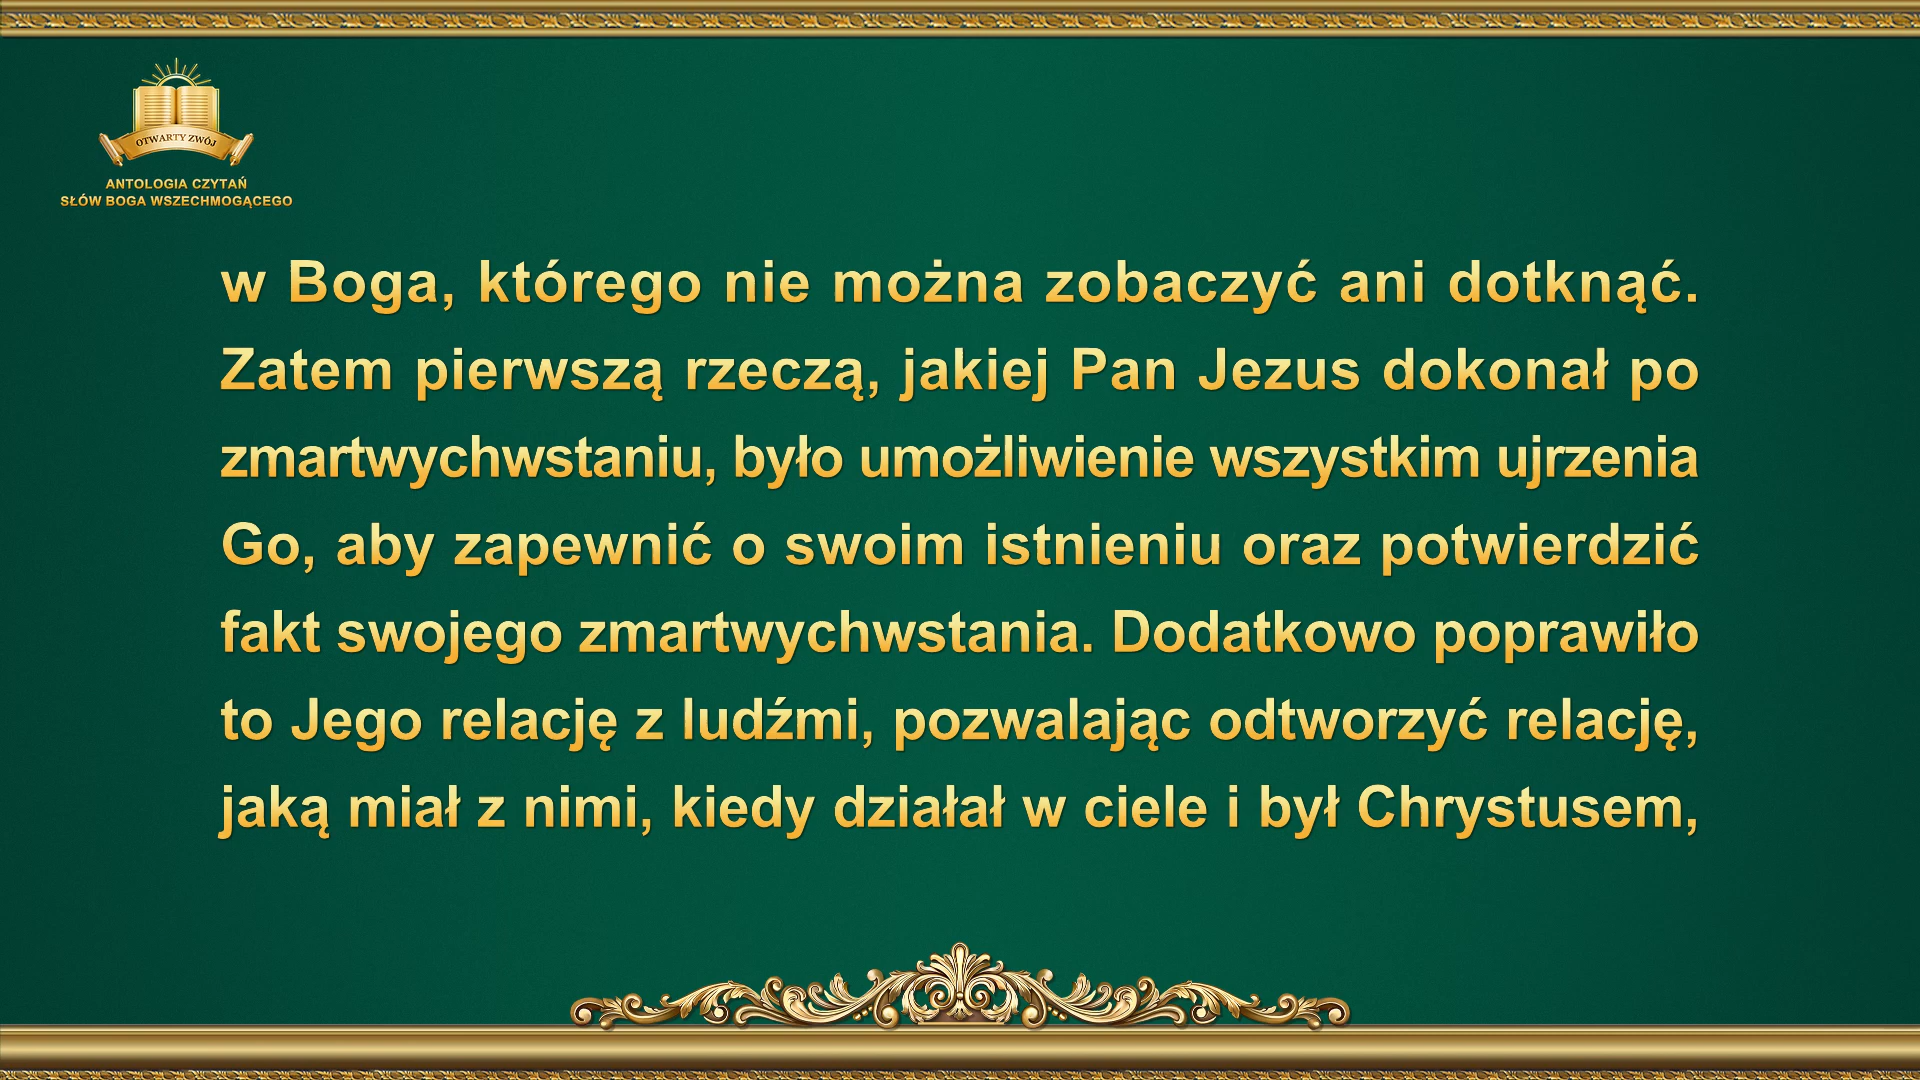 OTWARTY ZWÓJ
ANTOLOGIA CZYTAŃ
SŁÓW BOGA WSZECHMOGĄCEGO
w Boga, którego nie można zobaczyć ani dotknąć.
Zatem pierwszą rzeczą, jakiej Pan Jezus dokonał po
zmartwychwstaniu, było umożliwienie wszystkim ujrzenia
Go, aby zapewnić o swoim istnieniu oraz potwierdzić
fakt swojego zmartwychwstania. Dodatkowo poprawiło
to Jego relację z ludźmi, pozwalając odtworzyć relację,
jaką miał z nimi, kiedy działał w ciele i był Chrystusem,